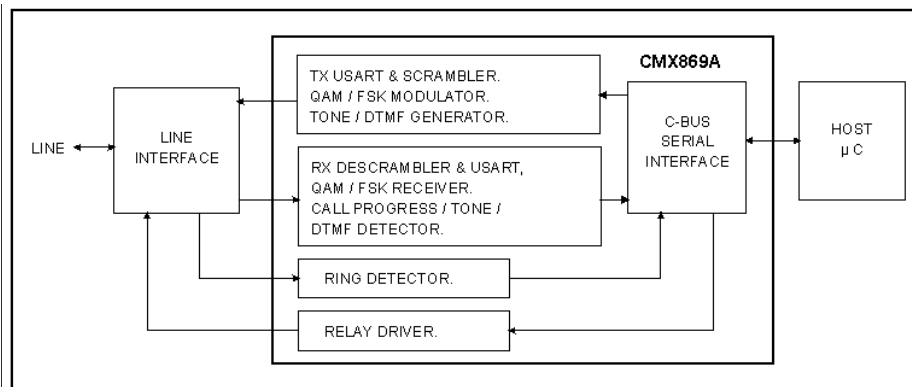 CMX869A
TX USART & SCRAMBLER.
QAM / FSK MODULATOR.
TONE / DTMF GENERATOR.
LINE
LINE
INTERFACE
C-BUS
SERIAL
INTERFACE
HOST
µ C
RX DESCRAMBLER & USART,
QAM / FSK RECEIVER.
CALL PROGRESS / TONE /
DTMF DETECTOR.
RING DETECTOR.
RELAY DRIVER.